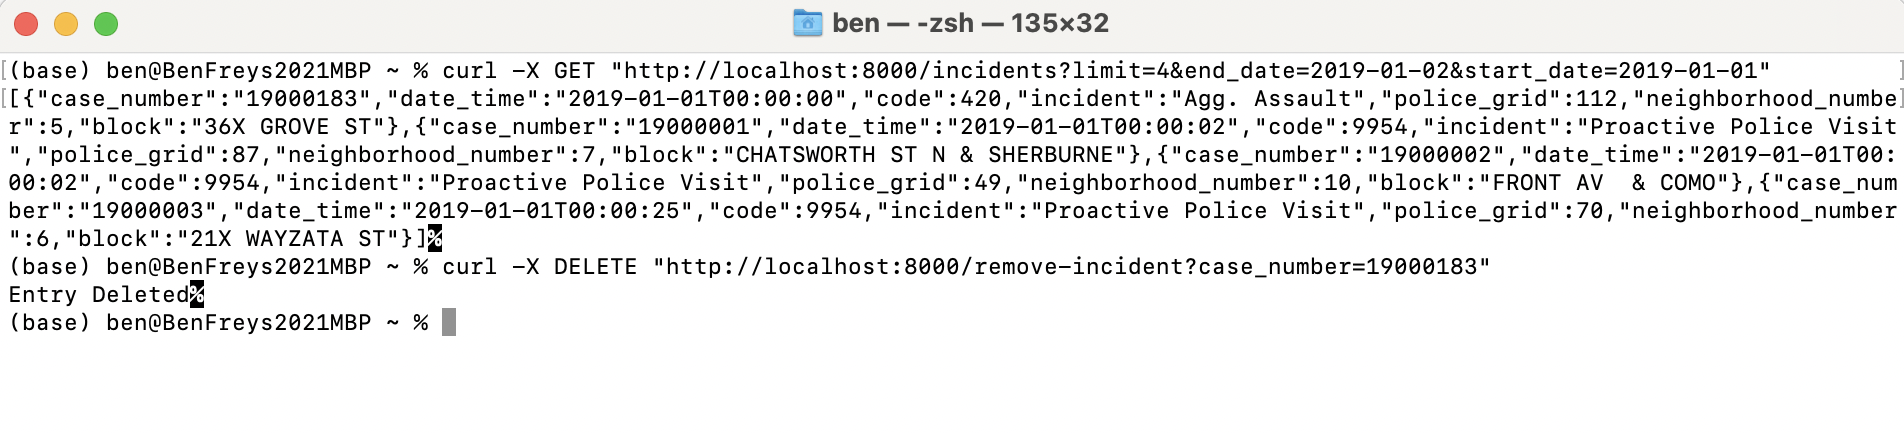 ben — -zsh — 135×32
(base) ben@BenFreys2021MBP ~ % curl -X GET "http://localhost:8000/incidents?limit=4&end_date=2019-01-02&start_date=2019-01-01"
[{"case_number":"19000183","date_time":"2019-01-01T00:00:00","code":420,"incident":"Agg. Assault","police_grid":112,"neighborhood_numbe
r":5,"block":"36X GROVE ST"},{"case_number":"19000001","date_time":"2019-01-01T00:00:02","code":9954,"incident":"Proactive Police Visit
","police_grid":87,"neighborhood_number":7,"block":"CHATSWORTH ST N & SHERBURNE"},{"case_number":"19000002","date_time":"2019-01-01T00:
00:02","code":9954,"incident":"Proactive Police Visit","police_grid":49,"neighborhood_number":10,"block":"FRONT AV  & COMO"},{"case_num
ber":"19000003","date_time":"2019-01-01T00:00:25","code":9954,"incident":"Proactive Police Visit","police_grid":70,"neighborhood_number
":6,"block":"21X WAYZATA ST"}]%
(base) ben@BenFreys2021MBP ~ % curl -X DELETE "http://localhost:8000/remove-incident?case_number=19000183"
Entry Deleted%
(base) ben@BenFreys2021MBP ~ %